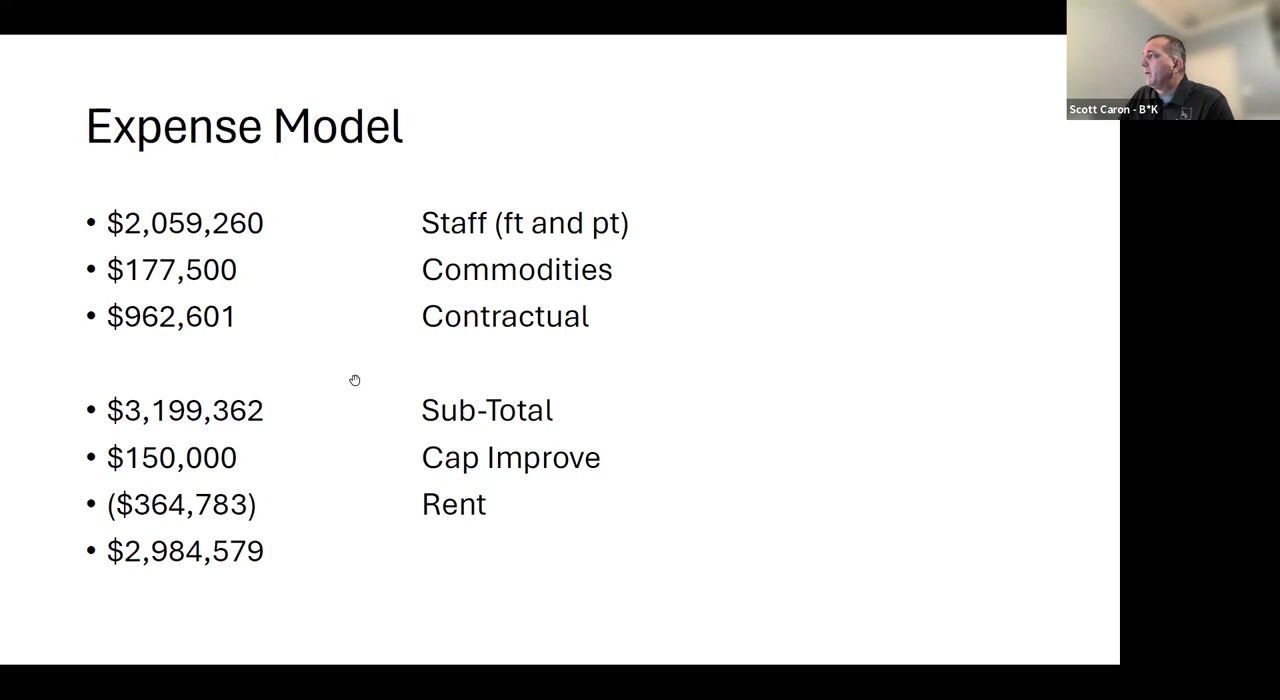 Scott Caron - B*K
Expense Model
• $2,059,260 Staff (ft and pt)
• $177,500 Commodities
• $962,601 Contractual
• $3,199,362 Sub-Total
• $150,000 Cap Improve
• ($364,783) Rent
• $2,984,579